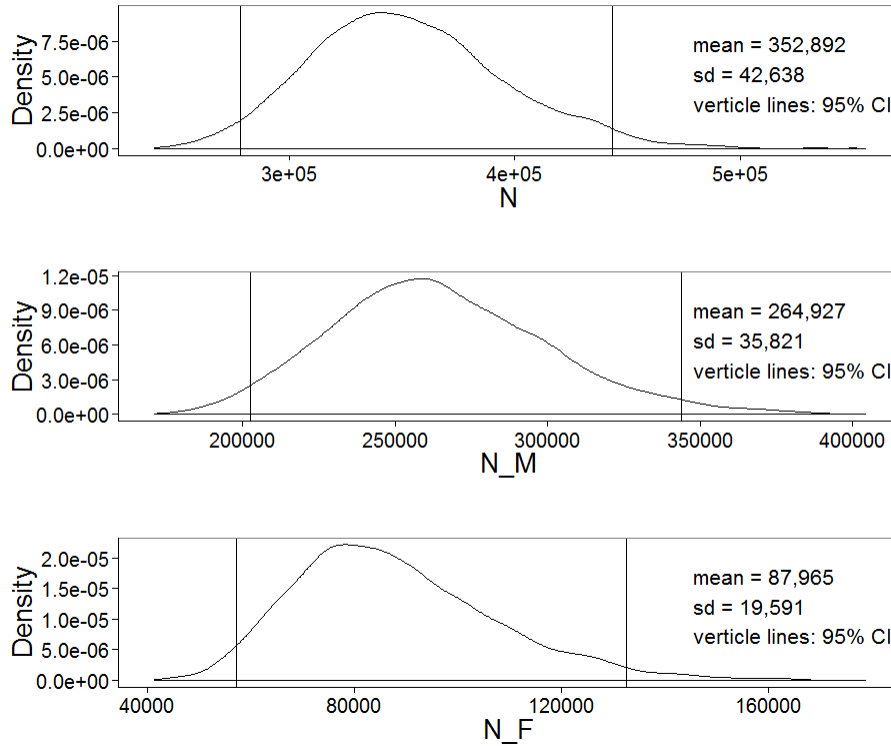 Density
7.5e-06
5.0e-06
2.5e-06
0.0e+00
mean = 352,892
sd = 42,638
verticle lines: 95% CI
3e+05 4e+05 5e+05
N
Density
1.2e-05
9.0e-06
6.0e-06
3.0e-06
0.0e+00
mean = 264,927
sd = 35,821
verticle lines: 95% CI
200000 250000 300000 350000 400000
N_M
Density
2.0e-05
1.5e-05
1.0e-05
5.0e-06
0.0e+00
mean = 87,965
sd = 19,591
verticle lines: 95% CI
40000 80000 120000 160000
N_F